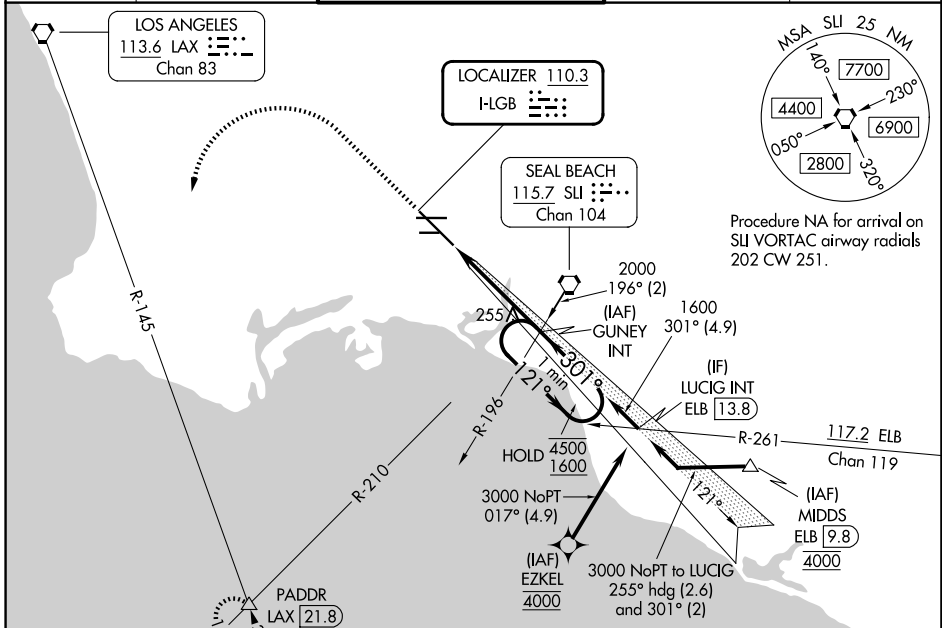 LOS ANGELES
113.6 LAX
Chan 83
LOCALIZER 110.3
I-LGB
SEAL BEACH
115.7 SLI
Chan 104
MSA SLI 25 NM
140°
7700
230°
4400
6900
050°
2800
320°
Procedure NA for arrival on
SLI VORTAC airway radials
202 CW 251.
R-145
2000
196° (2)
(IAF)
GUNEY
INT
1600
301° (4.9)
255
1 min
301°
121°
(IF)
LUCIG INT
ELB 13.8
R-196
HOLD 4500
1600
R-261
117.2 ELB
Chan 119
R-210
3000 NoPT
017° (4.9)
121°
(IAF)
MIDDS
ELB 9.8
4000
(IAF)
EZKEL
4000
3000 NoPT to LUCIG
255° hdg (2.6)
and 301° (2)
PADDR
LAX 21.8